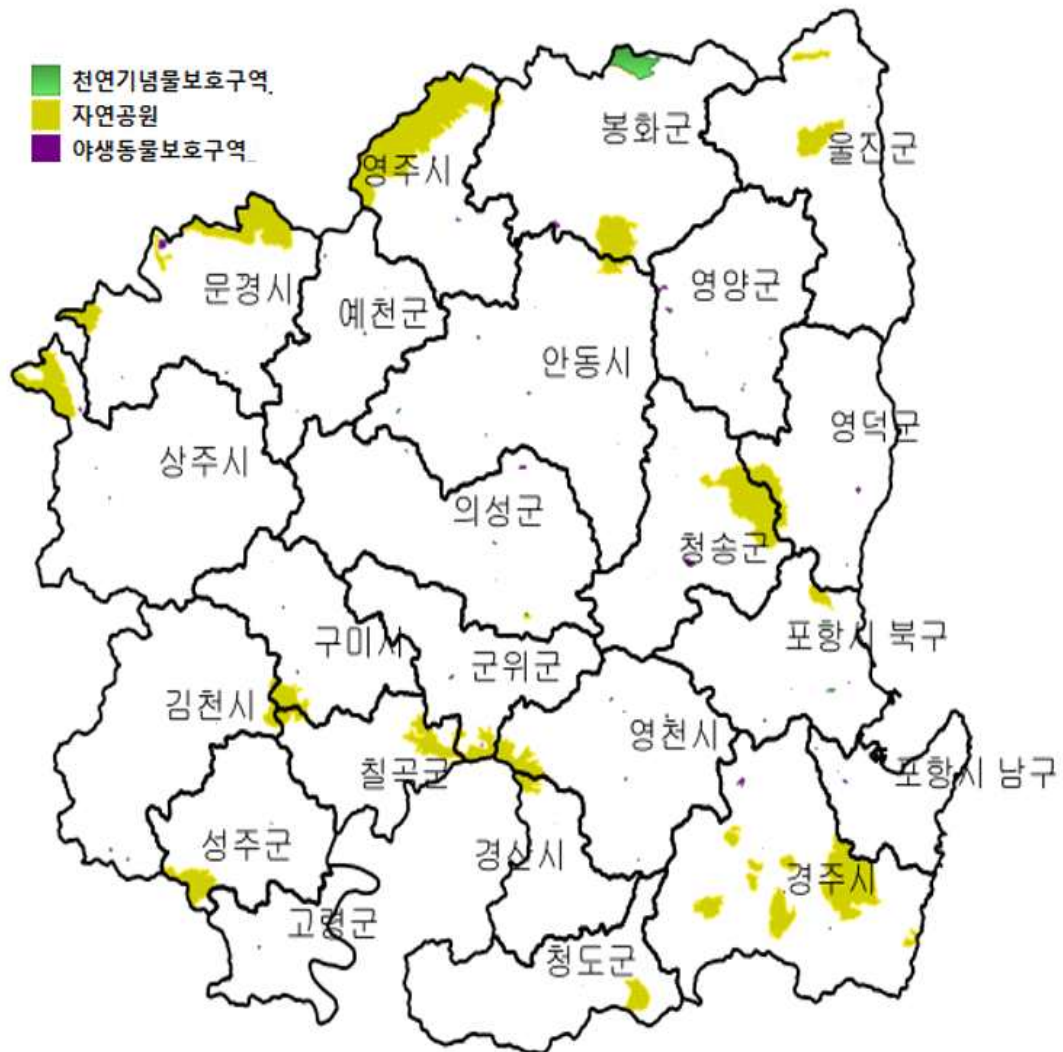 천연기념물보호구역
자연공원
야생동물보호구역
봉화군
울진군
영주시
문경시
예천군
영양군
안동시
영덕군
상주시
의성군
청송군
구미시
군위군
포항시 북구
김천시
영천시
칠곡군
포항시 남구
성주군
경산시
경주시
고령군
청도군